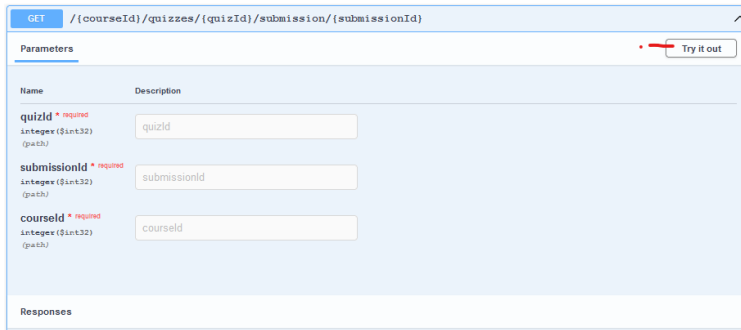 GET /{courseId}/quizzes/{quizId}/submission/{submissionId}
Parameters
Try it out
Name Description
quizId * required
integer($int32)
(path)
quizId
submissionId * required
integer($int32)
(path)
submissionId
courseId * required
integer($int32)
(path)
courseId
Responses